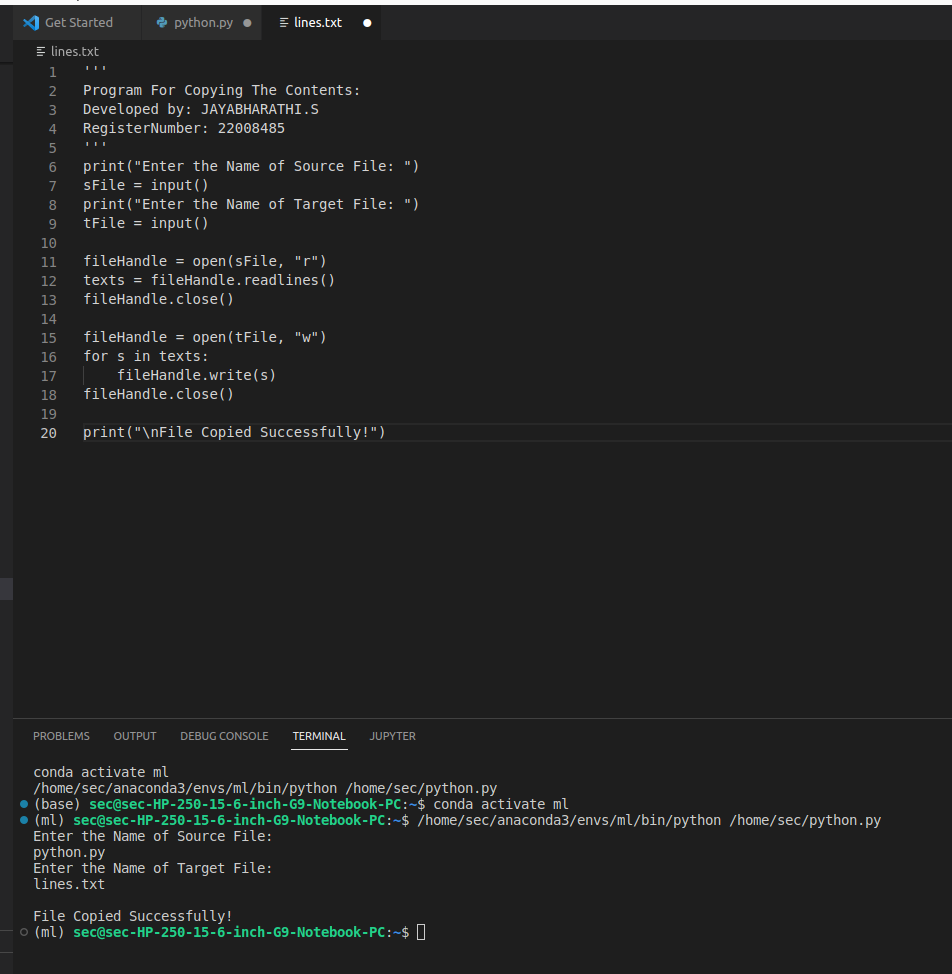 Get Started python.py lines.txt
lines.txt
1 '''
2 Program For Copying The Contents:
3 Developed by: JAYABHARATHI.S
4 RegisterNumber: 22008485
5 '''
6 print("Enter the Name of Source File: ")
7 sFile = input()
8 print("Enter the Name of Target File: ")
9 tFile = input()
10
11 fileHandle = open(sFile, "r")
12 texts = fileHandle.readlines()
13 fileHandle.close()
14
15 fileHandle = open(tFile, "w")
16 for s in texts:
17     fileHandle.write(s)
18 fileHandle.close()
19
20 print("\nFile Copied Successfully!")
PROBLEMS OUTPUT DEBUG CONSOLE TERMINAL JUPYTER
conda activate ml
/home/sec/anaconda3/envs/ml/bin/python /home/sec/python.py
(base) sec@sec-HP-250-15-6-inch-G9-Notebook-PC:~$ conda activate ml
(ml) sec@sec-HP-250-15-6-inch-G9-Notebook-PC:~$ /home/sec/anaconda3/envs/ml/bin/python /home/sec/python.py
Enter the Name of Source File:
python.py
Enter the Name of Target File:
lines.txt
File Copied Successfully!
(ml) sec@sec-HP-250-15-6-inch-G9-Notebook-PC:~$